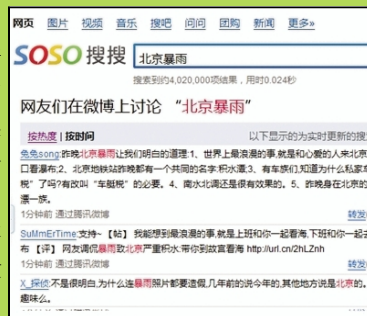 网页 图片 视频 音乐 搜吧 问问 团购 新闻 更多»
SOSO 搜搜 北京暴雨
搜索到约4,020,000项结果，用时0.024秒
网友们在微博上讨论 “北京暴雨”
按热度 | 按时间 以下显示的为实时更新的搜
兔兔song:昨晚北京暴雨让我们明白的道理:1、世界上最浪漫的事,就是和心爱的人来北京
口看瀑布;2、北京地铁站昨晚都有一个共同的名字:积水潭;3、有车族们,知道为什么私家车
税”了吗?有改叫“车艇税”的必要。4、南水北调还是很有效果的。5、昨晚身在北京的
漂一族。
1分钟前 通过腾讯微博 转发
SuMmErTime:支持~【帖】 我能想到最浪漫的事,就是上班和你一起看海,下班和你一起去
布 【评】 网友调侃暴雨致北京严重积水:带你到故宫看海 http://url.cn/2hLZnh
1分钟前 通过腾讯微博 转发
X_探侦:不是很明白,为什么连暴雨照片都要造假,几年前的说今年的,其他地方说是北京的。
趣味么。